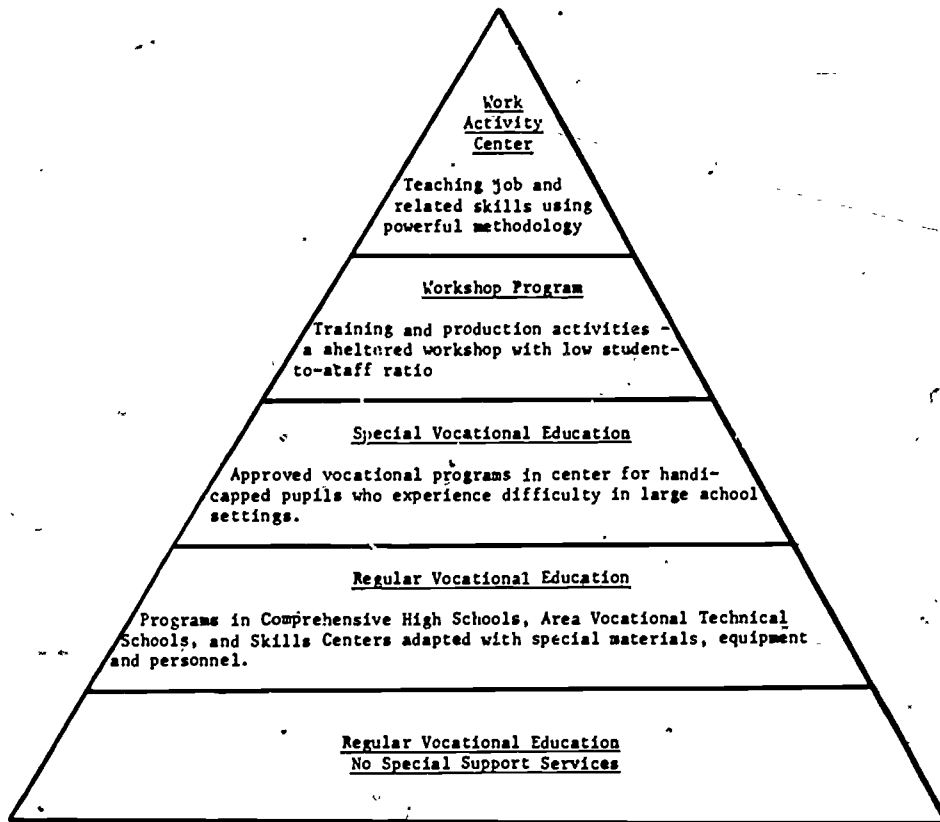 Work
Activity
Center
Teaching job and
related skills using
powerful methodology
Workshop Program
Training and production activities -
a aheltered workshop with low student-
to-ataff ratio
Special Vocational Education
Approved vocational programs in center for handi-
capped pupils who experience difficulty in large achool
settings.
Regular Vocational Education
Programs in Comprehensive High Schools, Area Vocational Technical
Schools, and Skills Centers adapted with special materials, equipment
and personnel.
Regular Vocational Education
No Special Support Services